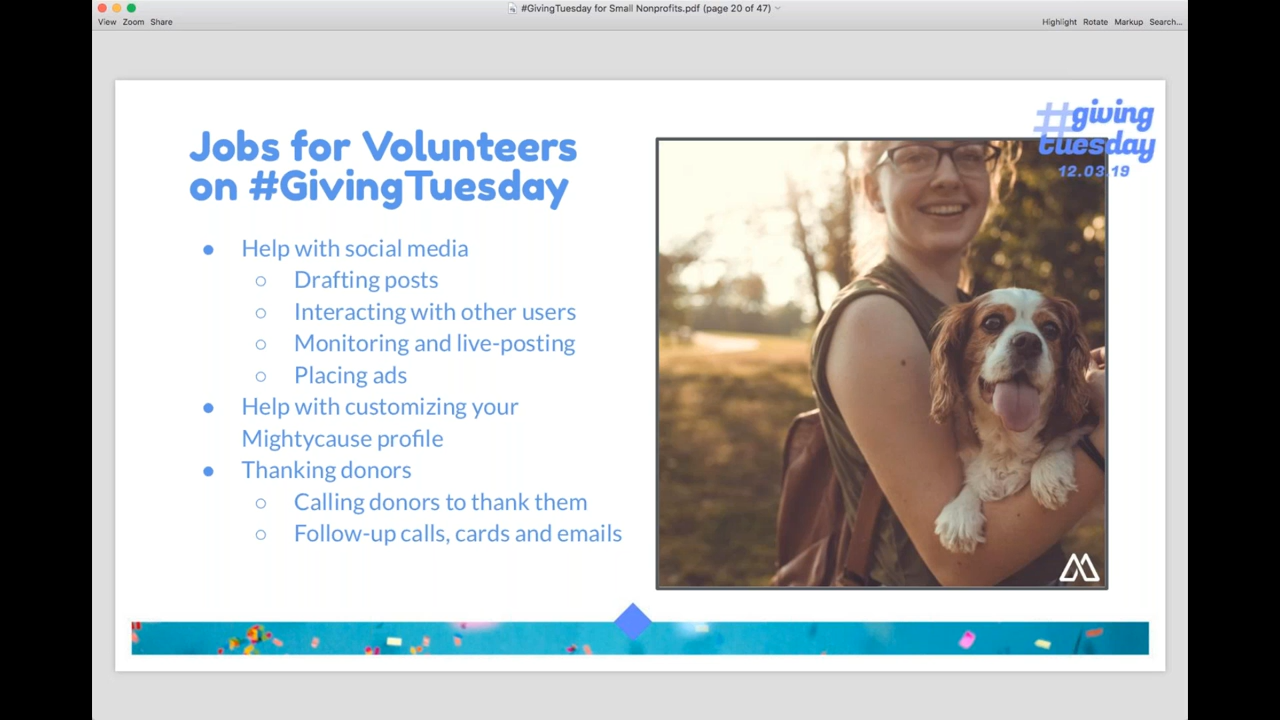 #GivingTuesday for Small Nonprofits.pdf (page 20 of 47)
View Zoom Share
Highlight Rotate Markup Search...
#giving
tuesday
12.03.19
Jobs for Volunteers
on #GivingTuesday
● Help with social media
○ Drafting posts
○ Interacting with other users
○ Monitoring and live-posting
○ Placing ads
● Help with customizing your
Mightycause profile
● Thanking donors
○ Calling donors to thank them
○ Follow-up calls, cards and emails